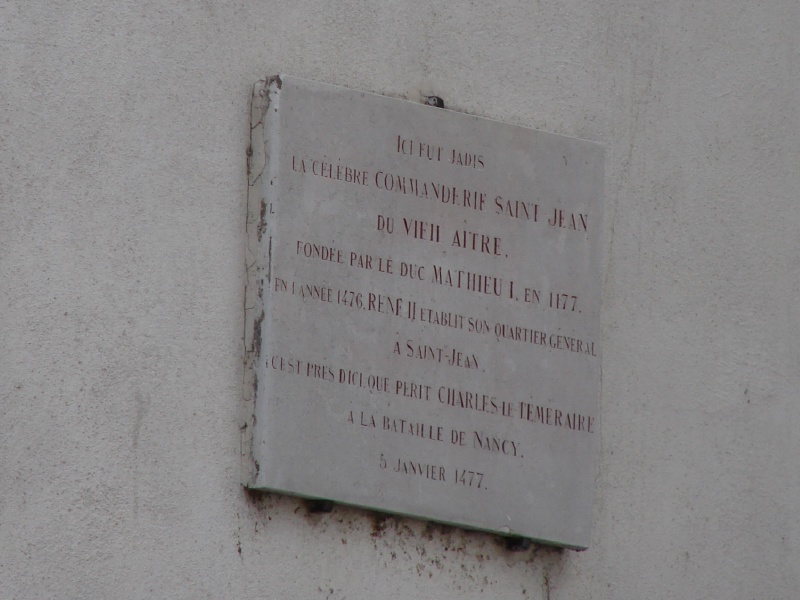 ICI FUT JADIS
LA CÉLÈBRE COMMANDERIE SAINT JEAN
DU VIEIL AITRE.
FONDÉE PAR LE DUC MATHIEU I, EN 1177.
EN L'ANNÉE 1476, RENÉ II ÉTABLIT SON QUARTIER GÉNÉRAL
A SAINT-JEAN.
C'EST PRÈS D'ICI, QUE PÉRIT CHARLES-LE TÉMÉRAIRE
A LA BATAILLE DE NANCY.
5 JANVIER 1477.